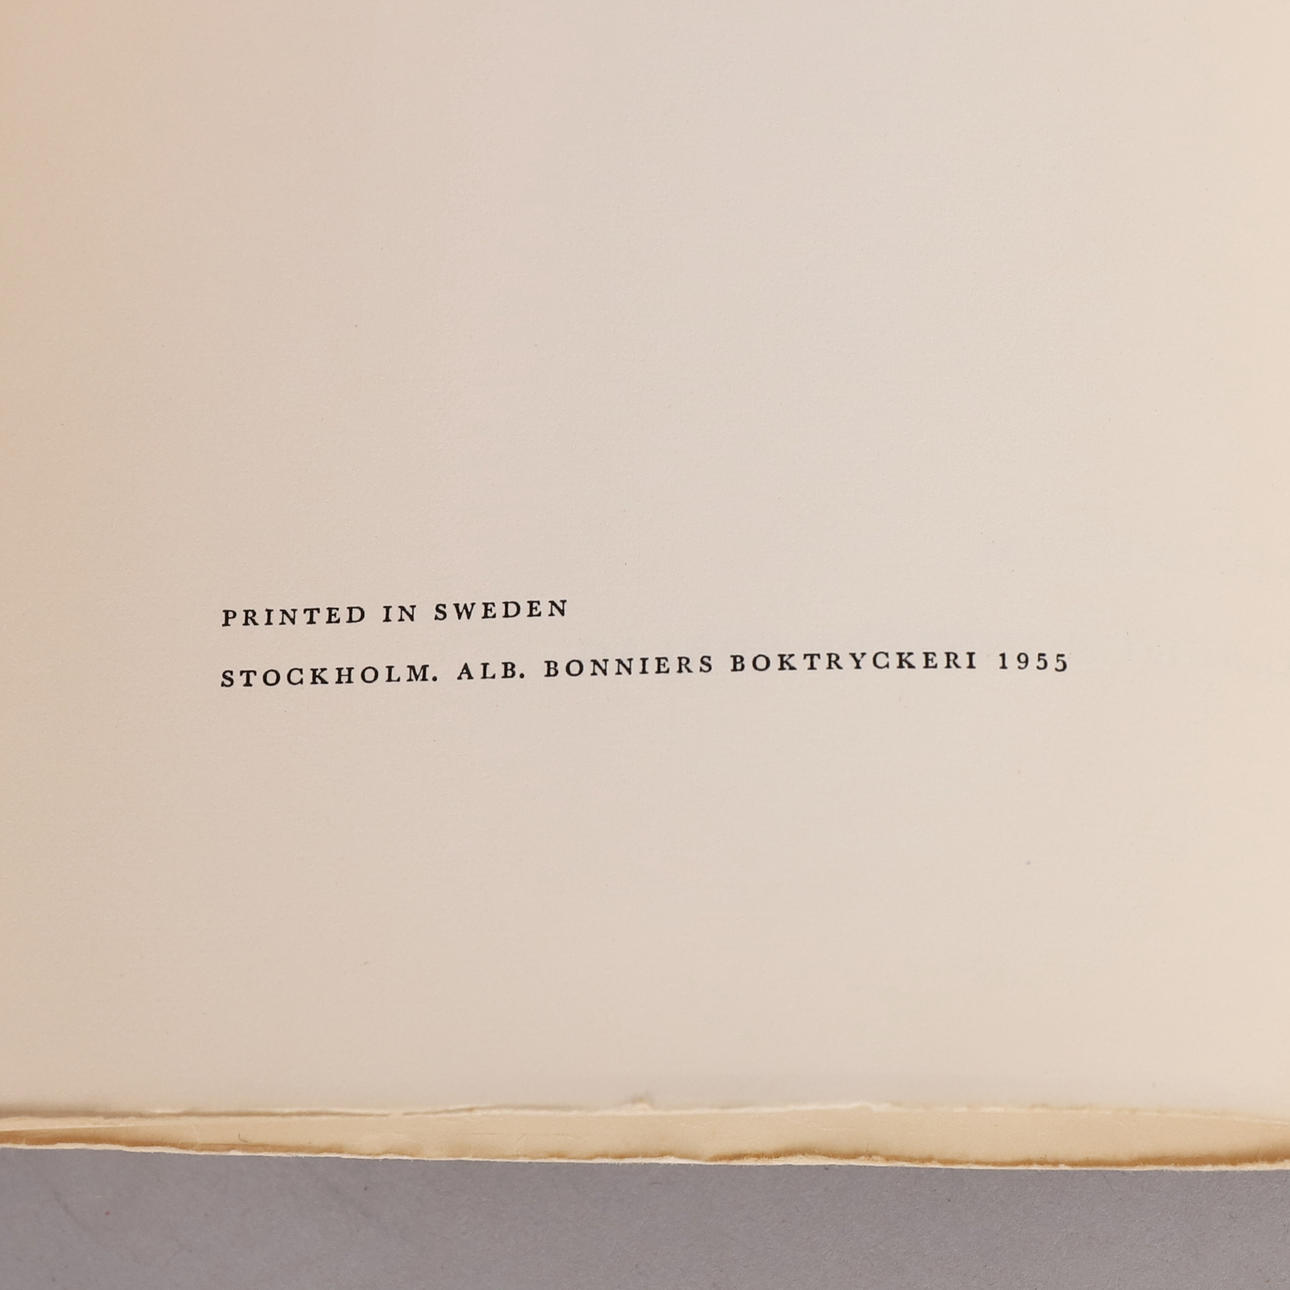 PRINTED IN SWEDEN
STOCKHOLM. ALB. BONNIERS BOKTRYCKERI 1955